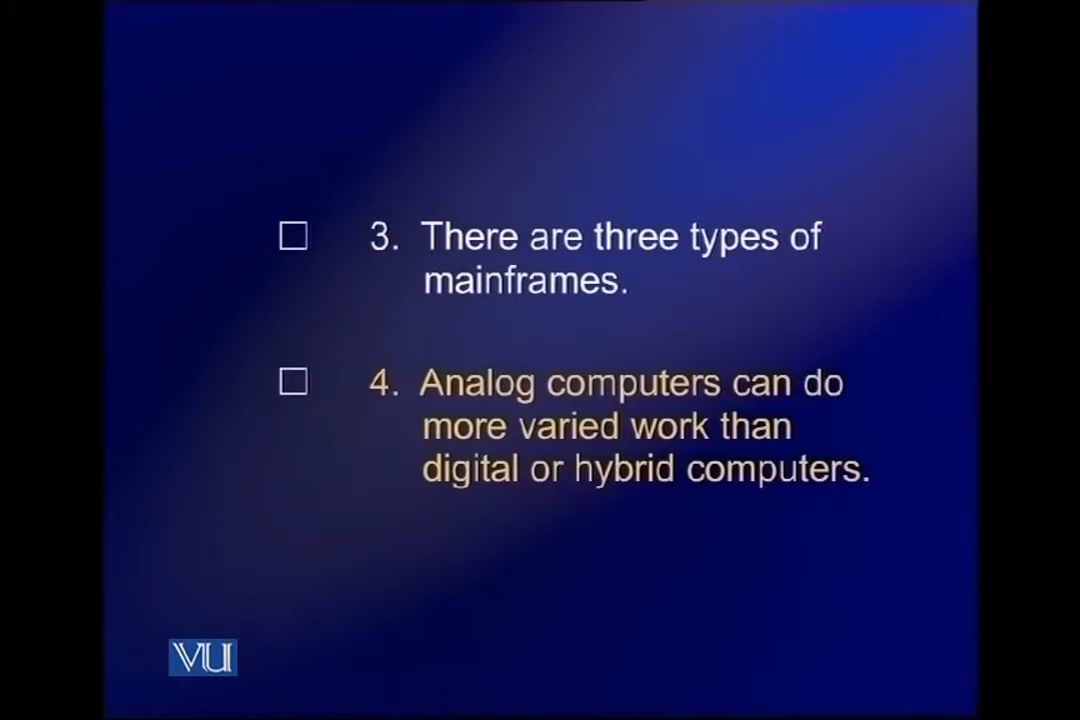 3. There are three types of
mainframes.
4. Analog computers can do
more varied work than
digital or hybrid computers.
VU